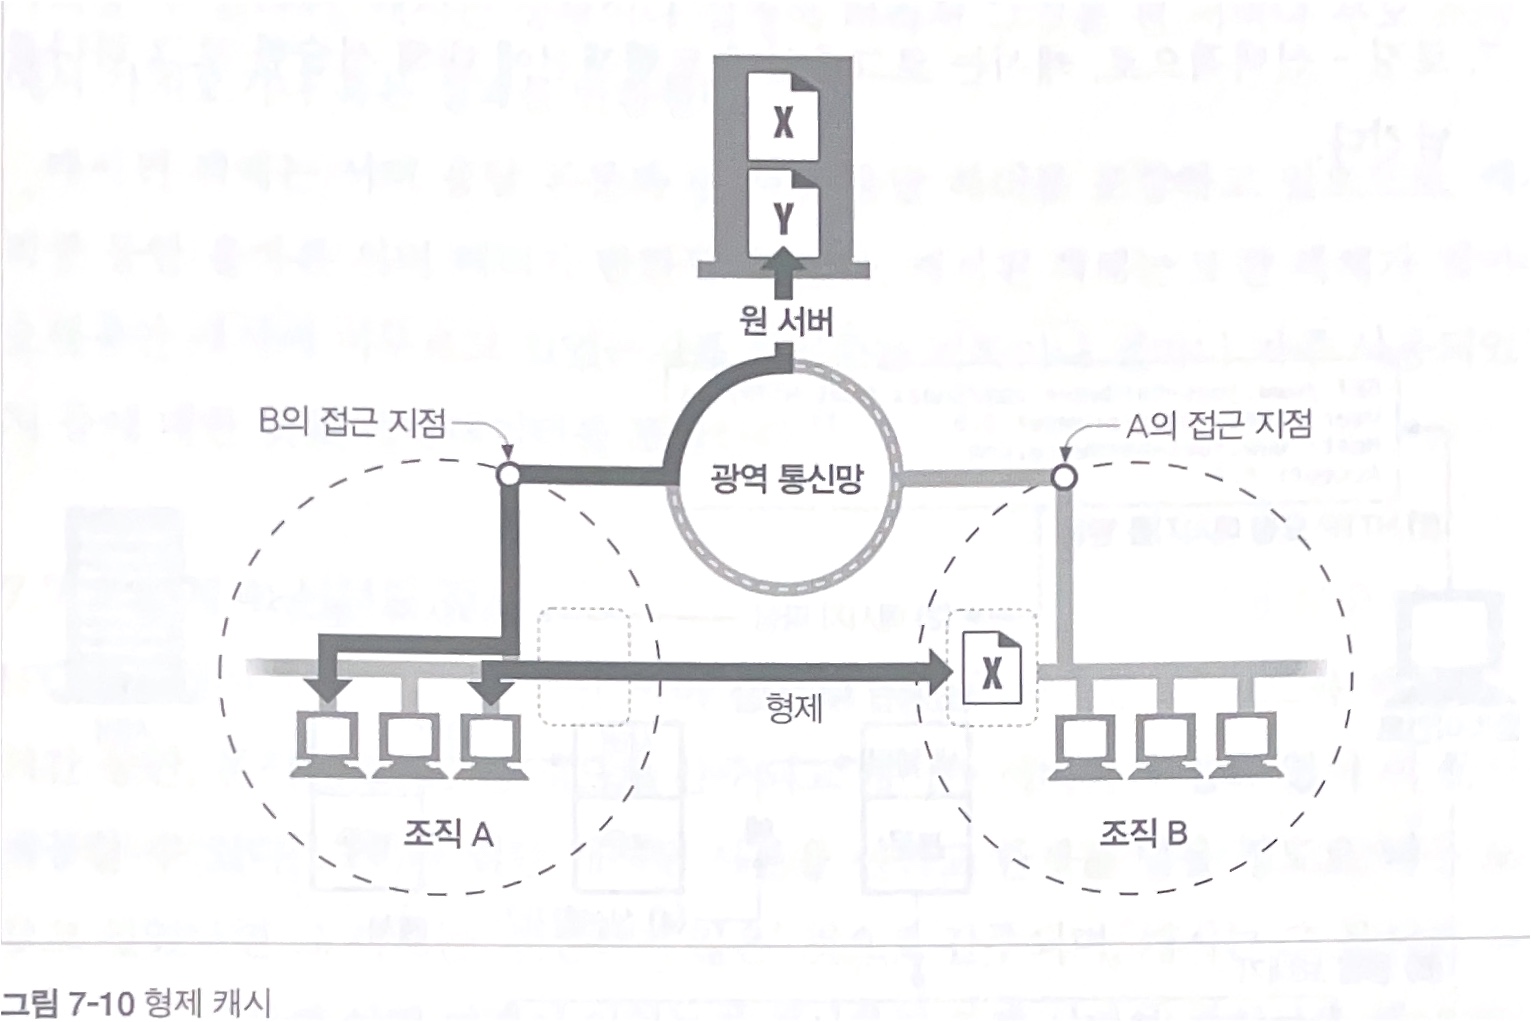 X
Y
원 서버
B의 접근 지점
A의 접근 지점
광역 통신망
X
형제
조직 A
조직 B
그림 7-10 형제 캐시